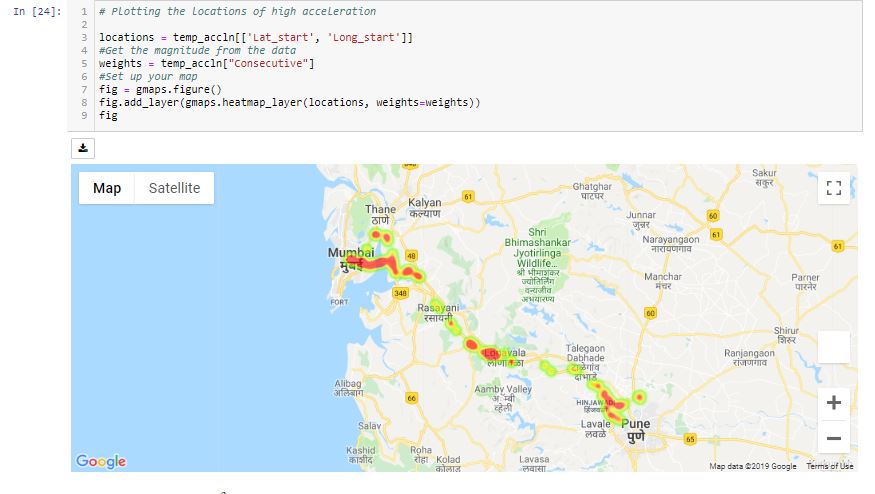 In [24]:
1 # Plotting the Locations of high acceleration
2
3 locations = temp_accln[['Lat_start', 'Long_start']]
4 #Get the magnitude from the data
5 weights = temp_accln["Consecutive"]
6 #Set up your map
7 fig = gmaps.figure()
8 fig.add_layer(gmaps.heatmap_layer(locations, weights=weights))
9 fig
Map Satellite
Sakur
सकुर
Ghatghar
घाटघर
61
Kalyan
कल्याण
Thane
ठाणे
Junnar
जुन्नर
60
61
Shri
Bhimashankar
Jyotirlinga
Wildlife...
श्री भीमाशंकर
ज्योतिर्लिंग
वन्यजीव
अभयारण्य
Narayangaon
नारायणगाव
61
Mumbai
मुंबई
48
Manchar
मंचर
Parner
पारनेर
348
FORT
Rasayani
रसायनी
60
Shirur
शिरुर
Lonavala
लोणावळा
Talegaon
Dabhade
तळेगांव
दाभाडे
Ranjangaon
रांजणगाव
Alibag
अलिबाग
66
Aamby Valley
अॅम्बी
व्हेली
HINJAWADI
हिंजवडी
Lavale
लवळे
Pune
पुणे
65
Salav
Kashid
काशीद
Roha
रोहा
Kolad
कोलाड
Lavasa
लवासा
+
−
Google
Map data ©2019 Google Terms of Use